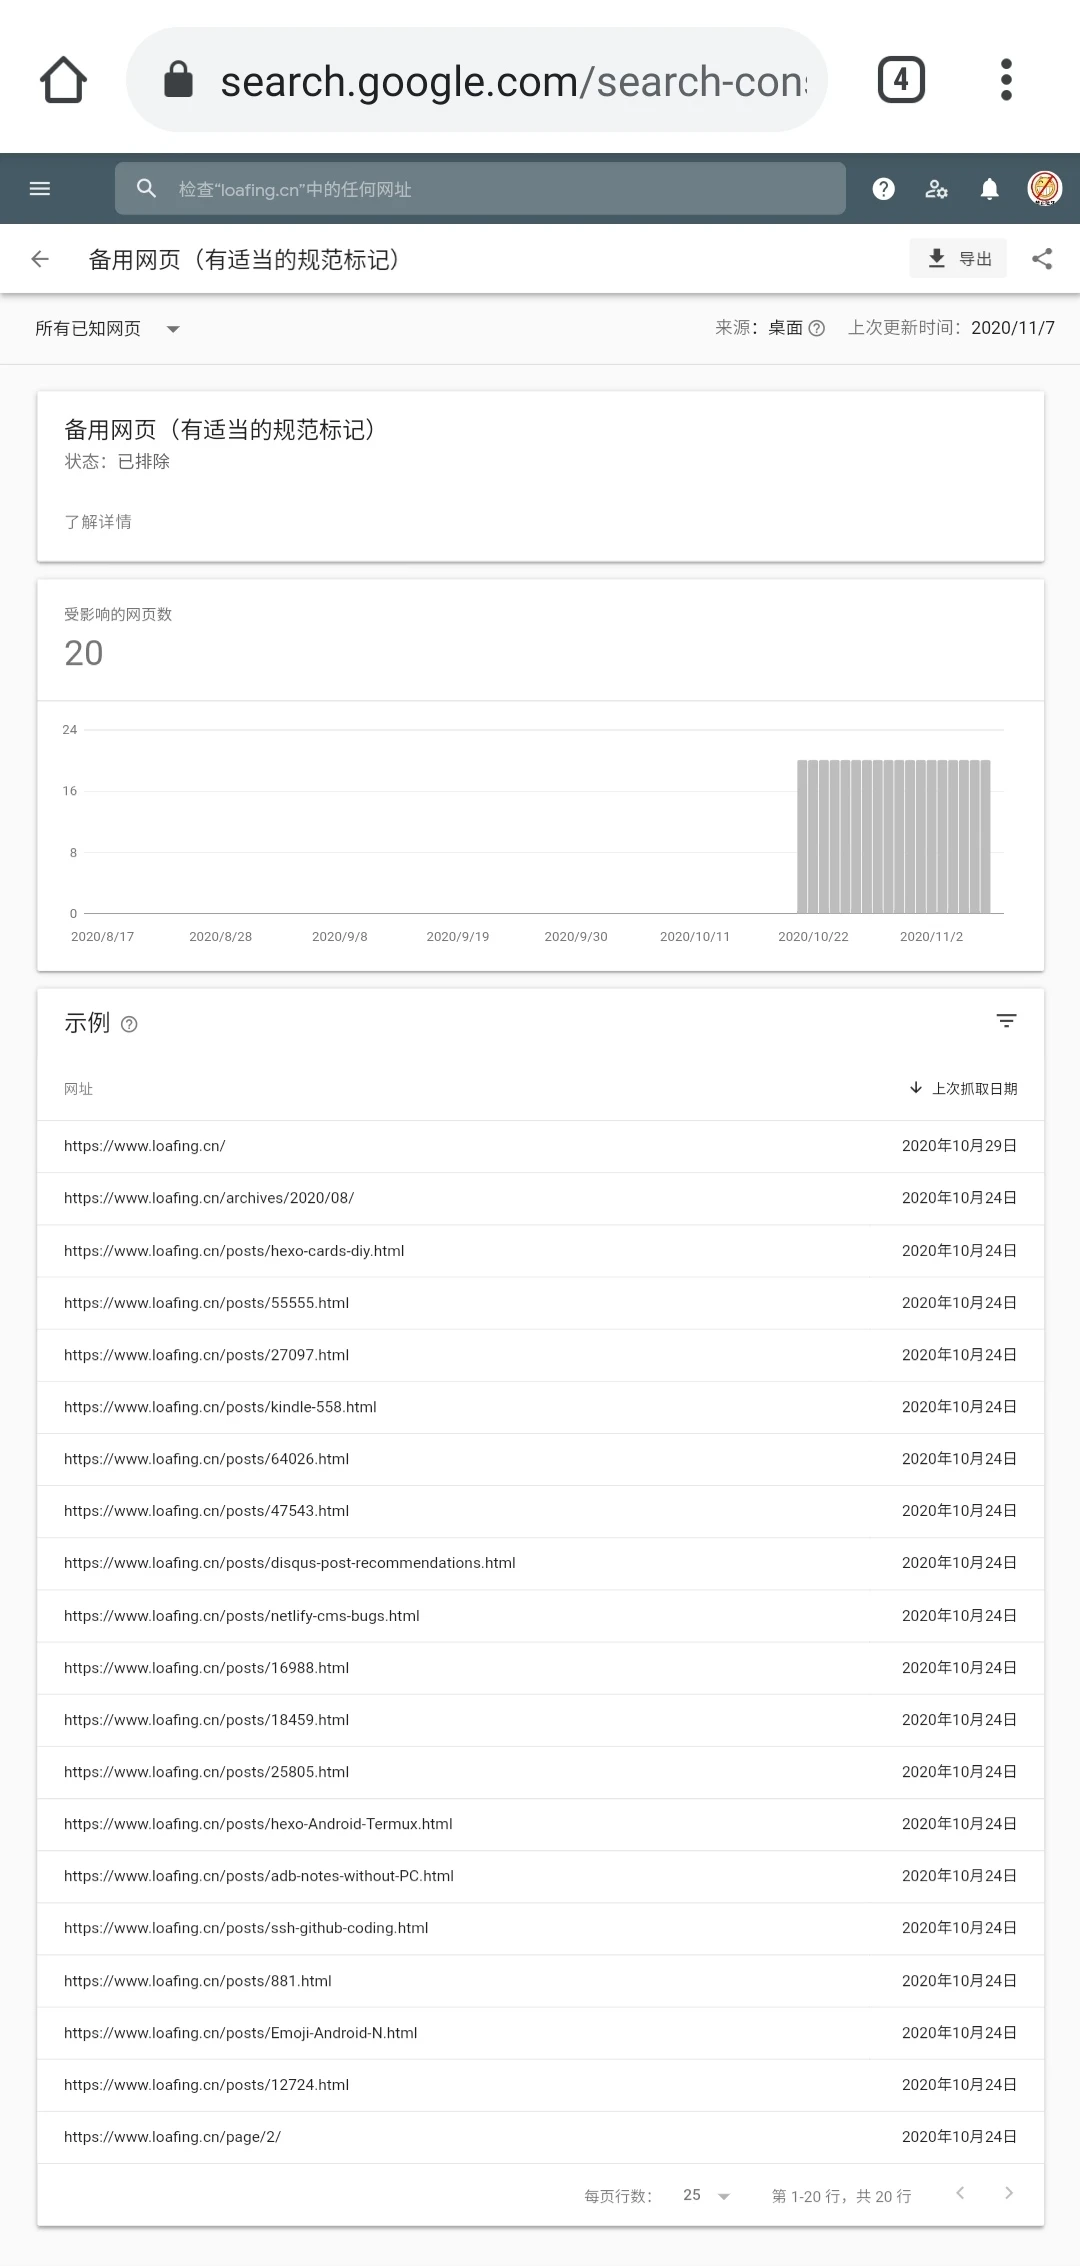 search.google.com/search-cons
4
检查“loafing.cn”中的任何网址
备用网页（有适当的规范标记）
导出
所有已知网页
来源：桌面 上次更新时间：2020/11/7
备用网页（有适当的规范标记）
状态：已排除
了解详情
受影响的网页数
20
24
16
8
0
2020/8/17 2020/8/28 2020/9/8 2020/9/19 2020/9/30 2020/10/11 2020/10/22 2020/11/2
示例
网址 上次抓取日期
https://www.loafing.cn/ 2020年10月29日
https://www.loafing.cn/archives/2020/08/ 2020年10月24日
https://www.loafing.cn/posts/hexo-cards-diy.html 2020年10月24日
https://www.loafing.cn/posts/55555.html 2020年10月24日
https://www.loafing.cn/posts/27097.html 2020年10月24日
https://www.loafing.cn/posts/kindle-558.html 2020年10月24日
https://www.loafing.cn/posts/64026.html 2020年10月24日
https://www.loafing.cn/posts/47543.html 2020年10月24日
https://www.loafing.cn/posts/disqus-post-recommendations.html 2020年10月24日
https://www.loafing.cn/posts/netlify-cms-bugs.html 2020年10月24日
https://www.loafing.cn/posts/16988.html 2020年10月24日
https://www.loafing.cn/posts/18459.html 2020年10月24日
https://www.loafing.cn/posts/25805.html 2020年10月24日
https://www.loafing.cn/posts/hexo-Android-Termux.html 2020年10月24日
https://www.loafing.cn/posts/adb-notes-without-PC.html 2020年10月24日
https://www.loafing.cn/posts/ssh-github-coding.html 2020年10月24日
https://www.loafing.cn/posts/881.html 2020年10月24日
https://www.loafing.cn/posts/Emoji-Android-N.html 2020年10月24日
https://www.loafing.cn/posts/12724.html 2020年10月24日
https://www.loafing.cn/page/2/ 2020年10月24日
每页行数： 25 第 1-20 行，共 20 行